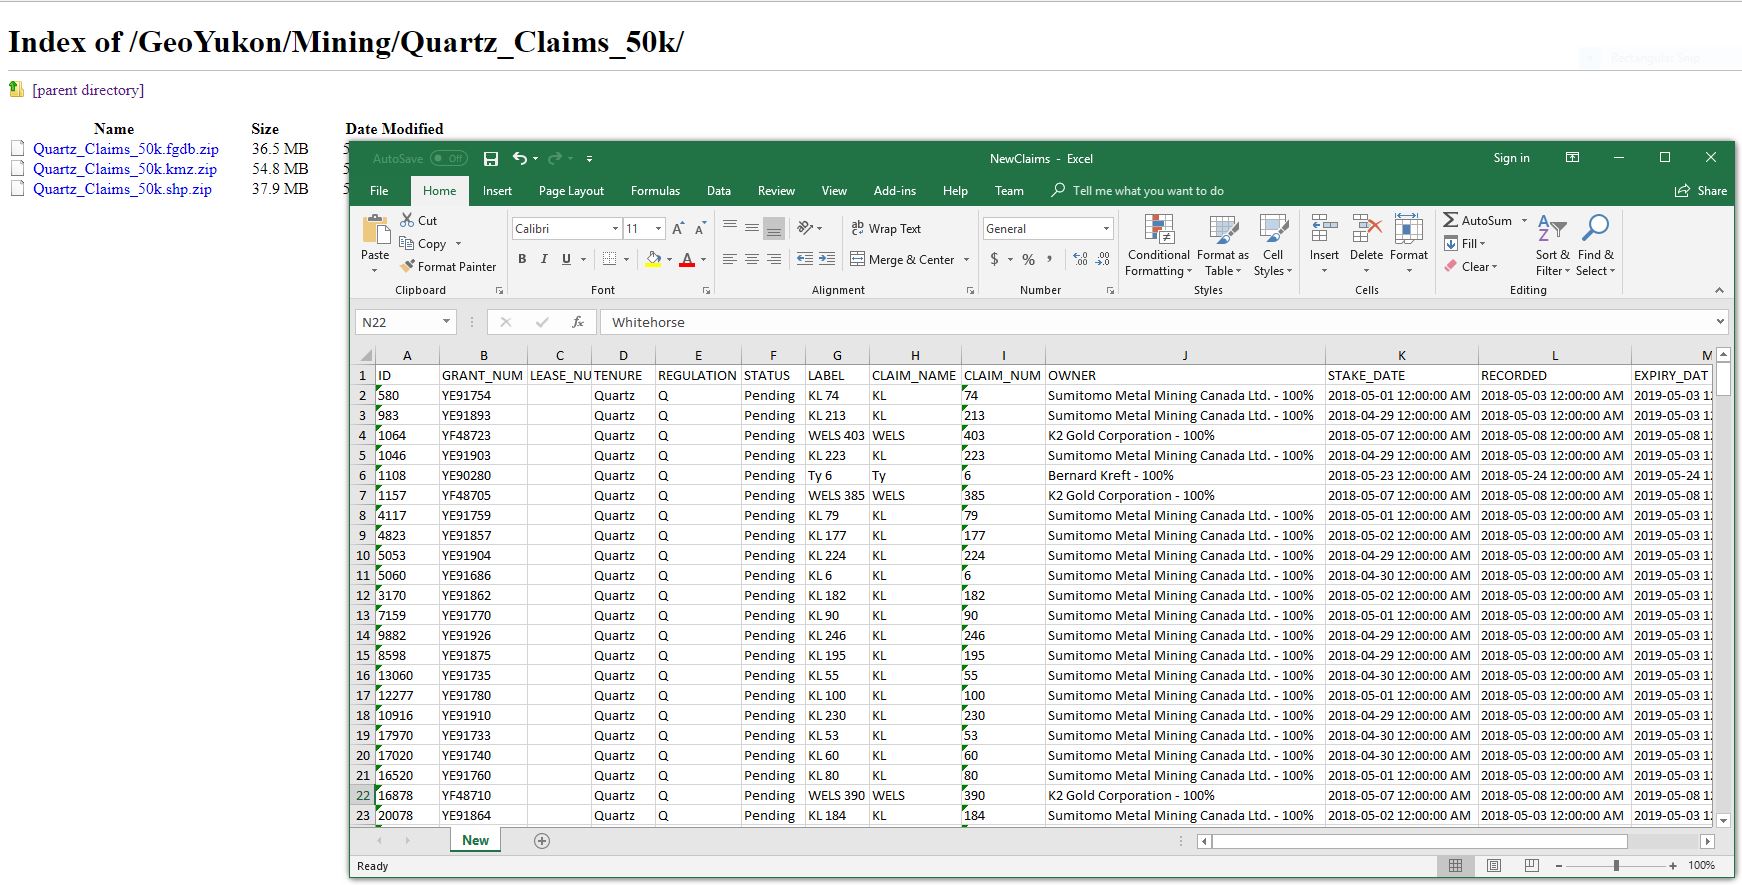 Index of /GeoYukon/Mining/Quartz_Claims_50k/
Rectangular Snip
[parent directory]
Name Size Date Modified
Quartz_Claims_50k.fgdb.zip 36.5 MB 5
Quartz_Claims_50k.kmz.zip 54.8 MB 5
Quartz_Claims_50k.shp.zip 37.9 MB 5
AutoSave Off NewClaims - Excel Sign in
File Home Insert Page Layout Formulas Data Review View Add-ins Help Team Tell me what you want to do Share
Paste Cut Copy Format Painter Clipboard
Calibri 11 A A B I U A Font
ab Wrap Text Merge & Center Alignment
General $ % , .0 .00 Number
Conditional Formatting Format as Table Cell Styles Styles
Insert Delete Format Cells
AutoSum Fill Clear Sort & Filter Find & Select Editing
N22 fx Whitehorse
A B C D E F G H I J K L M
1 ID GRANT_NUM LEASE_NU TENURE REGULATION STATUS LABEL CLAIM_NAME CLAIM_NUM OWNER STAKE_DATE RECORDED EXPIRY_DAT
2 580 YE91754 Quartz Q Pending KL 74 KL 74 Sumitomo Metal Mining Canada Ltd. - 100% 2018-05-01 12:00:00 AM 2018-05-03 12:00:00 AM 2019-05-03 12
3 983 YE91893 Quartz Q Pending KL 213 KL 213 Sumitomo Metal Mining Canada Ltd. - 100% 2018-04-29 12:00:00 AM 2018-05-03 12:00:00 AM 2019-05-03 12
4 1064 YF48723 Quartz Q Pending WELS 403 WELS 403 K2 Gold Corporation - 100% 2018-05-07 12:00:00 AM 2018-05-08 12:00:00 AM 2019-05-08 12
5 1046 YE91903 Quartz Q Pending KL 223 KL 223 Sumitomo Metal Mining Canada Ltd. - 100% 2018-04-29 12:00:00 AM 2018-05-03 12:00:00 AM 2019-05-03 12
6 1108 YE90280 Quartz Q Pending Ty 6 Ty 6 Bernard Kreft - 100% 2018-05-23 12:00:00 AM 2018-05-24 12:00:00 AM 2019-05-24 12
7 1157 YF48705 Quartz Q Pending WELS 385 WELS 385 K2 Gold Corporation - 100% 2018-05-07 12:00:00 AM 2018-05-08 12:00:00 AM 2019-05-08 12
8 4117 YE91759 Quartz Q Pending KL 79 KL 79 Sumitomo Metal Mining Canada Ltd. - 100% 2018-05-01 12:00:00 AM 2018-05-03 12:00:00 AM 2019-05-03 12
9 4823 YE91857 Quartz Q Pending KL 177 KL 177 Sumitomo Metal Mining Canada Ltd. - 100% 2018-05-02 12:00:00 AM 2018-05-03 12:00:00 AM 2019-05-03 12
10 5053 YE91904 Quartz Q Pending KL 224 KL 224 Sumitomo Metal Mining Canada Ltd. - 100% 2018-04-29 12:00:00 AM 2018-05-03 12:00:00 AM 2019-05-03 12
11 5060 YE91686 Quartz Q Pending KL 6 KL 6 Sumitomo Metal Mining Canada Ltd. - 100% 2018-04-30 12:00:00 AM 2018-05-03 12:00:00 AM 2019-05-03 12
12 3170 YE91862 Quartz Q Pending KL 182 KL 182 Sumitomo Metal Mining Canada Ltd. - 100% 2018-05-02 12:00:00 AM 2018-05-03 12:00:00 AM 2019-05-03 12
13 7159 YE91770 Quartz Q Pending KL 90 KL 90 Sumitomo Metal Mining Canada Ltd. - 100% 2018-05-01 12:00:00 AM 2018-05-03 12:00:00 AM 2019-05-03 12
14 9882 YE91926 Quartz Q Pending KL 246 KL 246 Sumitomo Metal Mining Canada Ltd. - 100% 2018-04-29 12:00:00 AM 2018-05-03 12:00:00 AM 2019-05-03 12
15 8598 YE91875 Quartz Q Pending KL 195 KL 195 Sumitomo Metal Mining Canada Ltd. - 100% 2018-04-29 12:00:00 AM 2018-05-03 12:00:00 AM 2019-05-03 12
16 13060 YE91735 Quartz Q Pending KL 55 KL 55 Sumitomo Metal Mining Canada Ltd. - 100% 2018-04-30 12:00:00 AM 2018-05-03 12:00:00 AM 2019-05-03 12
17 12277 YE91780 Quartz Q Pending KL 100 KL 100 Sumitomo Metal Mining Canada Ltd. - 100% 2018-05-01 12:00:00 AM 2018-05-03 12:00:00 AM 2019-05-03 12
18 10916 YE91910 Quartz Q Pending KL 230 KL 230 Sumitomo Metal Mining Canada Ltd. - 100% 2018-04-29 12:00:00 AM 2018-05-03 12:00:00 AM 2019-05-03 12
19 17970 YE91733 Quartz Q Pending KL 53 KL 53 Sumitomo Metal Mining Canada Ltd. - 100% 2018-04-30 12:00:00 AM 2018-05-03 12:00:00 AM 2019-05-03 12
20 17020 YE91740 Quartz Q Pending KL 60 KL 60 Sumitomo Metal Mining Canada Ltd. - 100% 2018-04-30 12:00:00 AM 2018-05-03 12:00:00 AM 2019-05-03 12
21 16520 YE91760 Quartz Q Pending KL 80 KL 80 Sumitomo Metal Mining Canada Ltd. - 100% 2018-05-01 12:00:00 AM 2018-05-03 12:00:00 AM 2019-05-03 12
22 16878 YF48710 Quartz Q Pending WELS 390 WELS 390 K2 Gold Corporation - 100% 2018-05-07 12:00:00 AM 2018-05-08 12:00:00 AM 2019-05-08 12
23 20078 YE91864 Quartz Q Pending KL 184 KL 184 Sumitomo Metal Mining Canada Ltd. - 100% 2018-05-02 12:00:00 AM 2018-05-03 12:00:00 AM 2019-05-03 12
New
Ready 100%